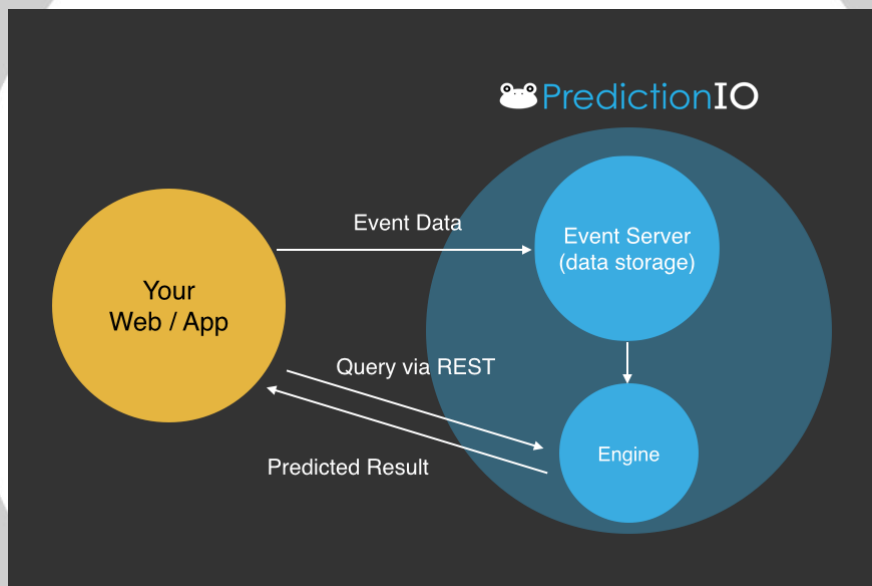 PredictionIO
Event Data
Event Server
(data storage)
Your
Web / App
Query via REST
Engine
Predicted Result